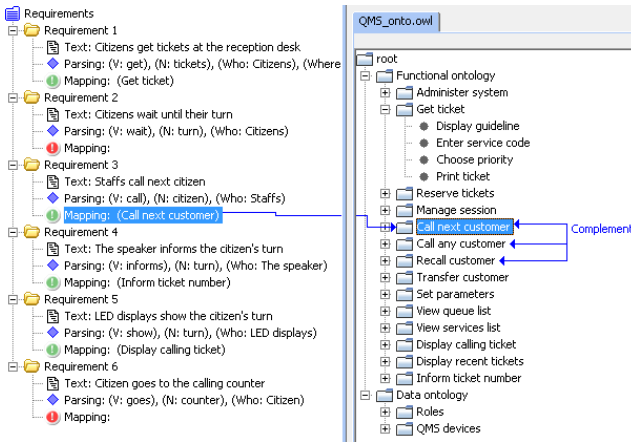 Requirements
Requirement 1
Text: Citizens get tickets at the reception desk
Parsing: (V: get), (N: tickets), (Who: Citizens), (Where
Mapping: (Get ticket)
Requirement 2
Text: Citizens wait until their turn
Parsing: (V: wait), (N: turn), (Who: Citizens)
Mapping:
Requirement 3
Text: Staffs call next citizen
Parsing: (V: call), (N: citizen), (Who: Staffs)
Mapping: (Call next customer)
Requirement 4
Text: The speaker informs the citizen's turn
Parsing: (V: informs), (N: turn), (Who: The speaker)
Mapping: (Inform ticket number)
Requirement 5
Text: LED displays show the citizen's turn
Parsing: (V: show), (N: turn), (Who: LED displays)
Mapping: (Display calling ticket)
Requirement 6
Text: Citizen goes to the calling counter
Parsing: (V: goes), (N: counter), (Who: Citizen)
Mapping:
QMS_onto.owl
root
Functional ontology
Administer system
Get ticket
Display guideline
Enter service code
Choose priority
Print ticket
Reserve tickets
Manage session
Call next customer
Complement
Call any customer
Recall customer
Transfer customer
Set parameters
View queue list
View services list
Display calling ticket
Display recent tickets
Inform ticket number
Data ontology
Roles
QMS devices